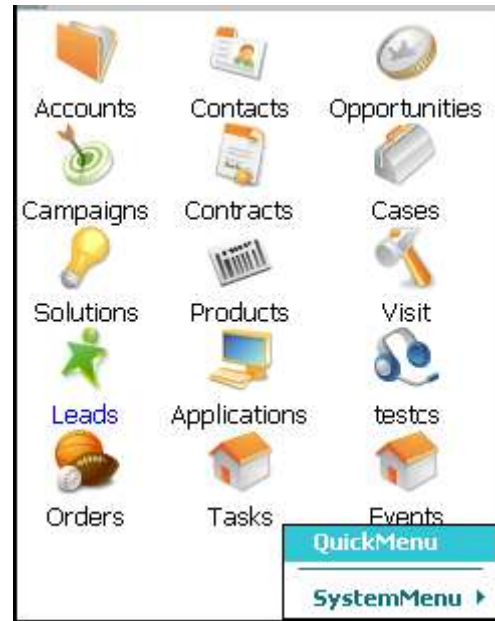 Accounts Contacts Opportunities
Campaigns Contracts Cases
Solutions Products Visit
Leads Applications testcs
Orders Tasks Events
QuickMenu
SystemMenu